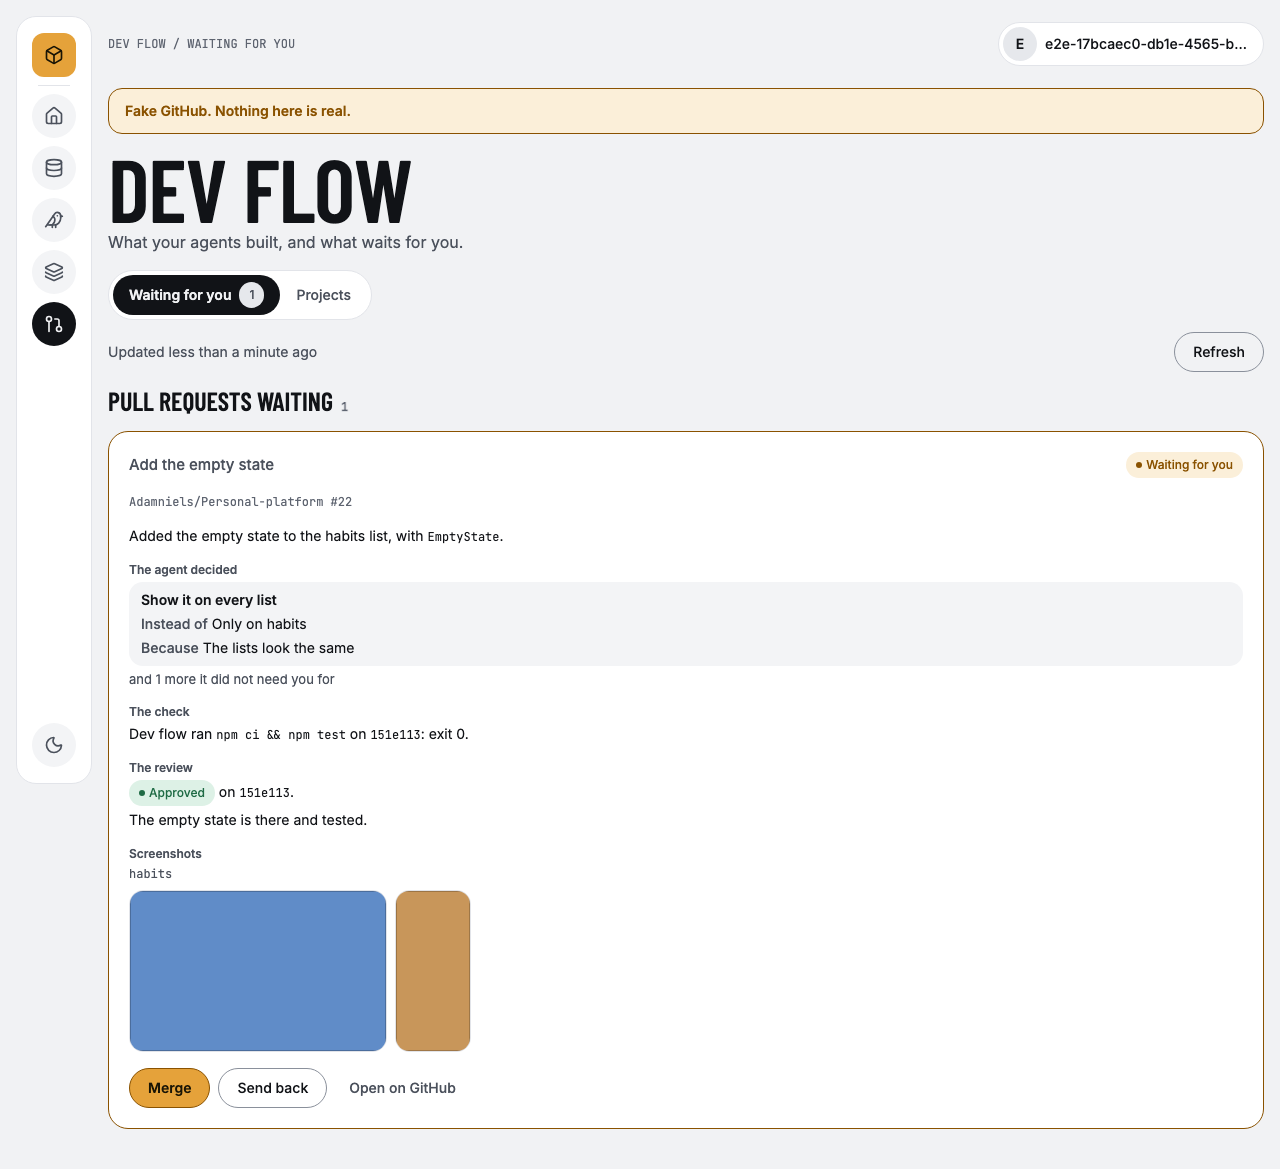 DEV FLOW / WAITING FOR YOU
E
e2e-17bcaec0-db1e-4565-b...
Fake GitHub. Nothing here is real.
DEV FLOW
What your agents built, and what waits for you.
Waiting for you 1
Projects
Updated less than a minute ago
Refresh
PULL REQUESTS WAITING 1
Add the empty state
Waiting for you
Adamniels/Personal-platform #22
Added the empty state to the habits list, with EmptyState.
The agent decided
Show it on every list
Instead of Only on habits
Because The lists look the same
and 1 more it did not need you for
The check
Dev flow ran npm ci && npm test on 151e113: exit 0.
The review
Approved on 151e113.
The empty state is there and tested.
Screenshots
habits
Merge
Send back
Open on GitHub